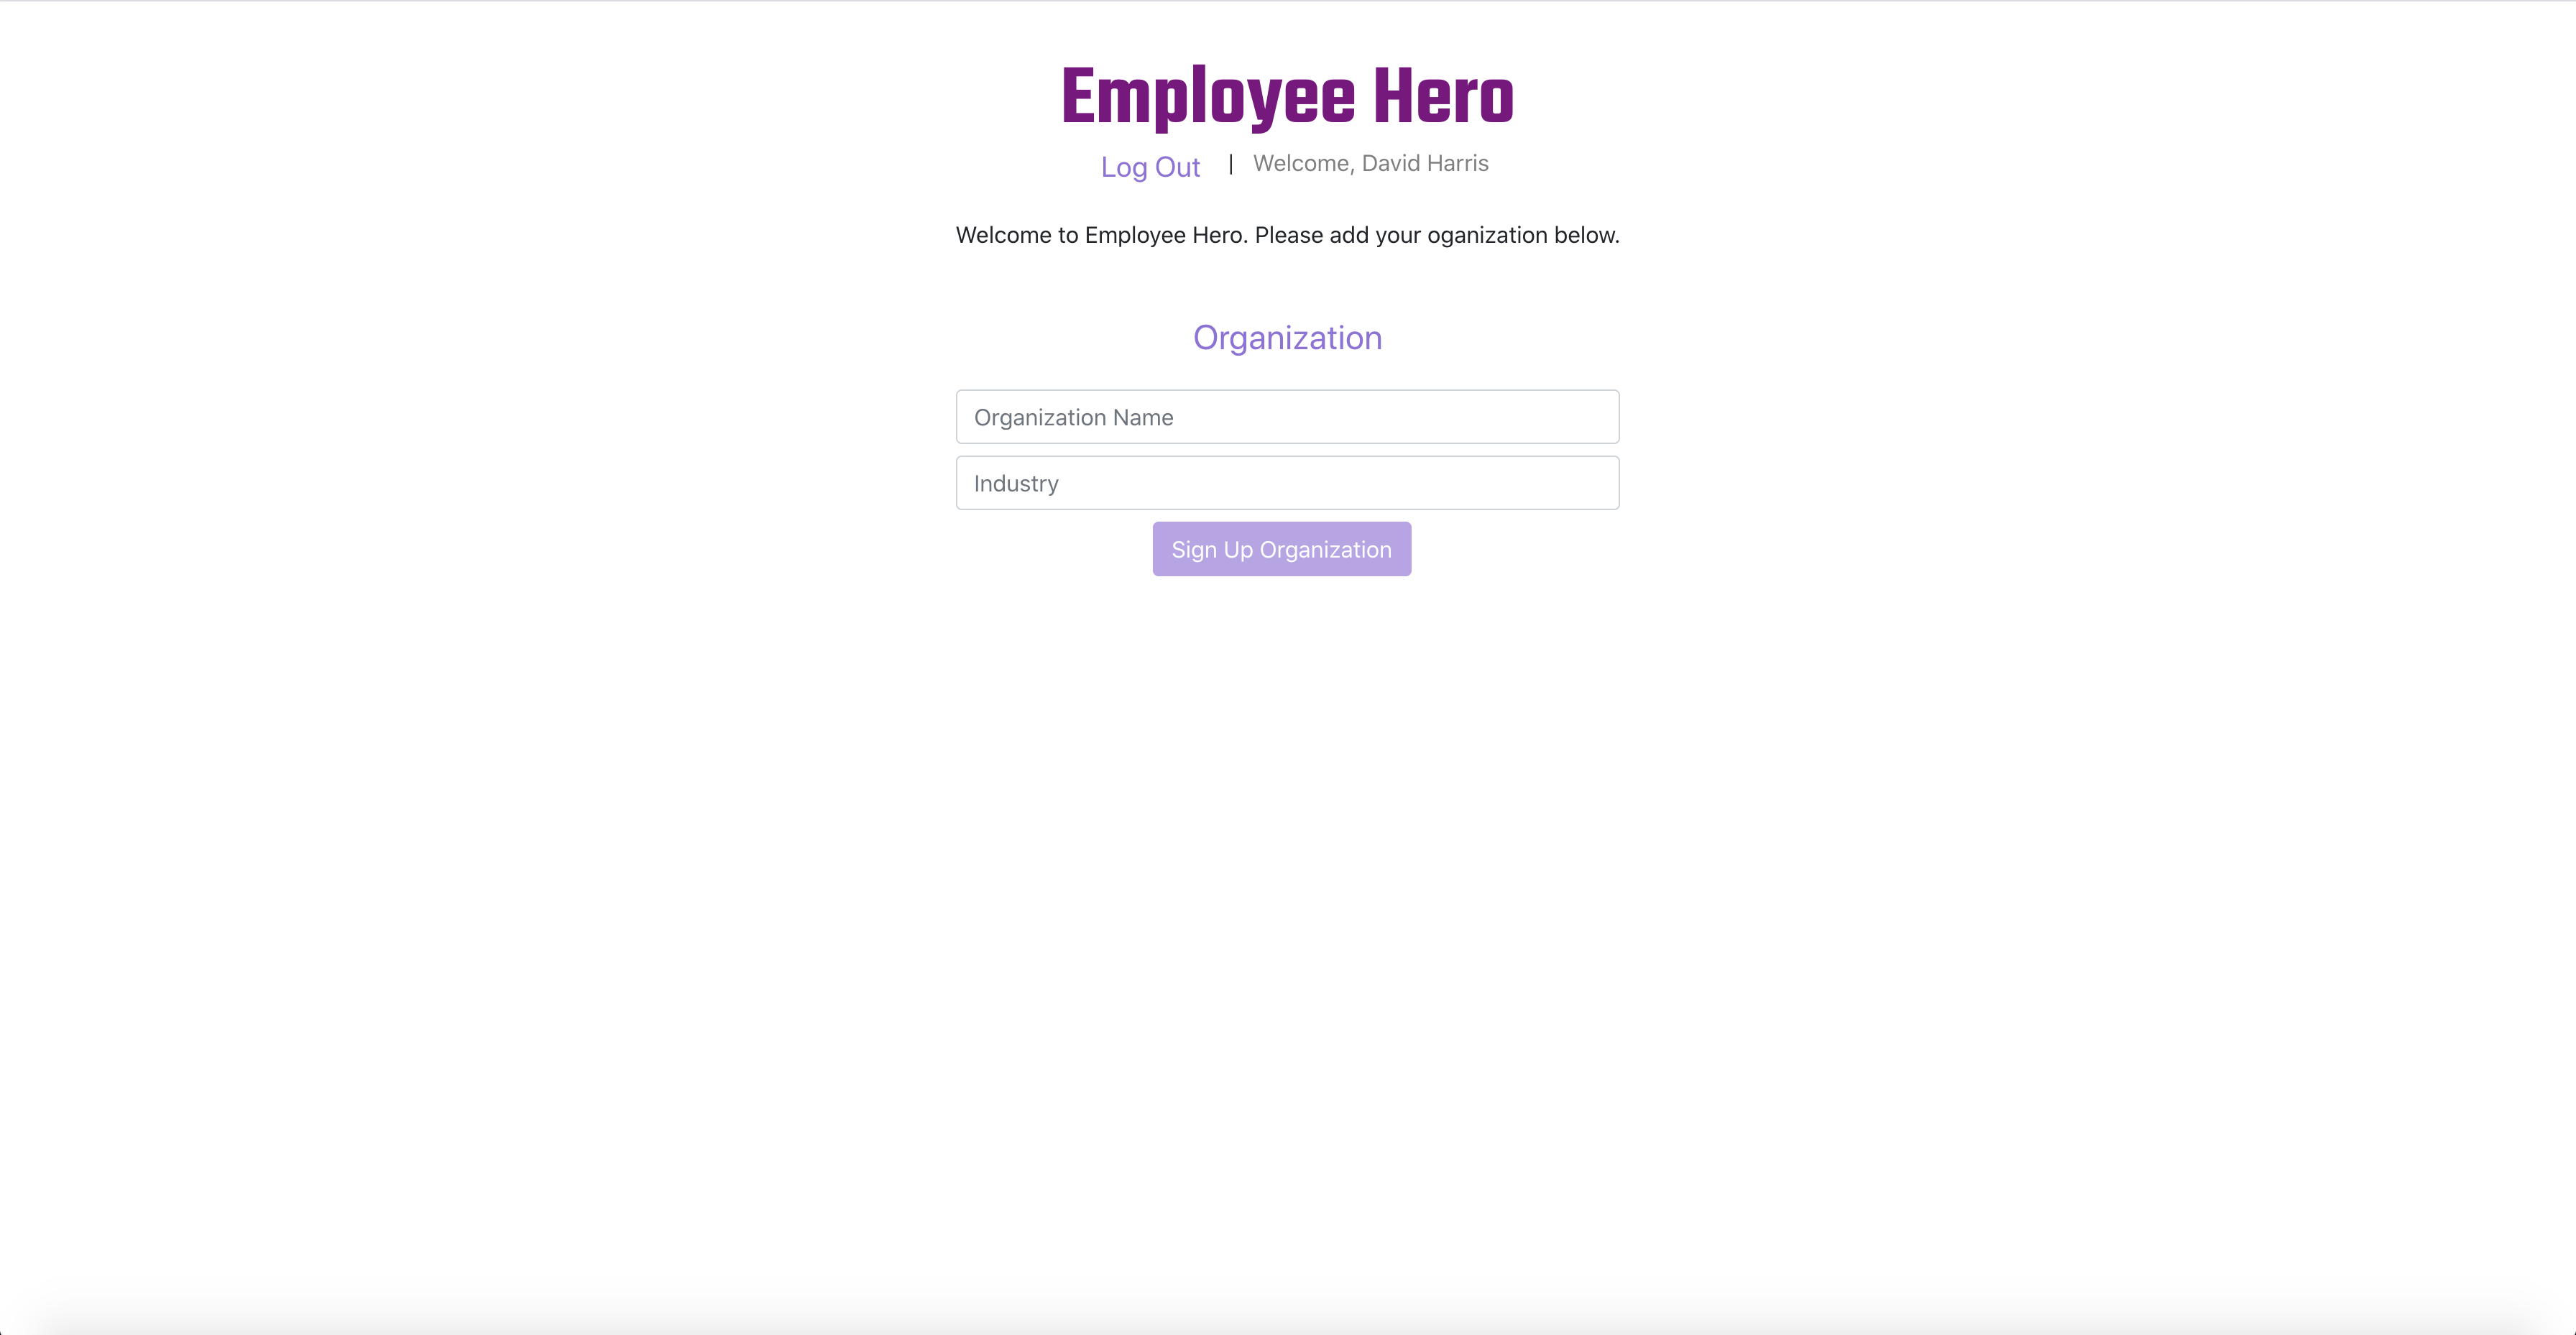 Employee Hero
Log Out | Welcome, David Harris
Welcome to Employee Hero. Please add your oganization below.
Organization
Organization Name
Industry
Sign Up Organization